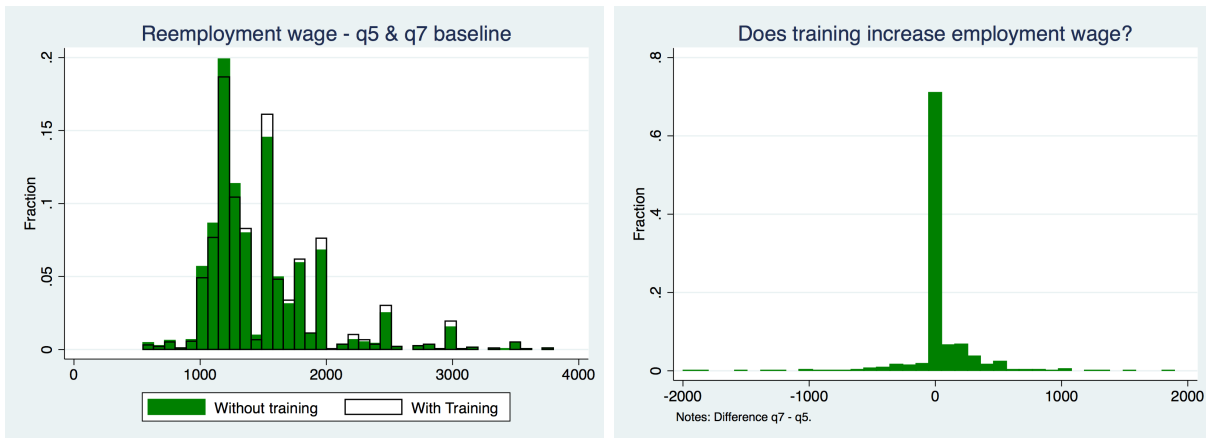 Reemployment wage - q5 & q7 baseline
Fraction
.2
.15
.1
.05
0
0 1000 2000 3000 4000
Without training With Training
Does training increase employment wage?
Fraction
.8
.6
.4
.2
0
-2000 -1000 0 1000 2000
Notes: Difference q7 - q5.